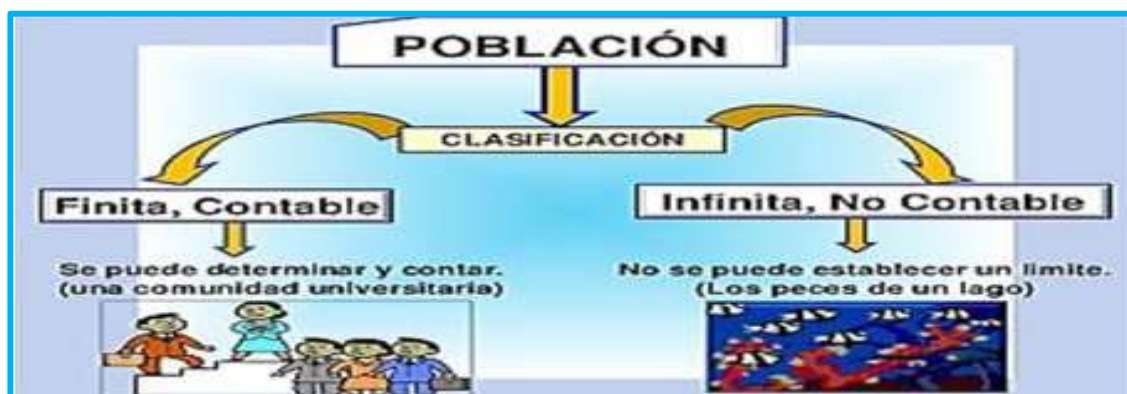 POBLACIÓN
CLASIFICACIÓN
Finita, Contable
Infinita, No Contable
Se puede determinar y contar.
(una comunidad universitaria)
No se puede establecer un limite.
(Los peces de un lago)